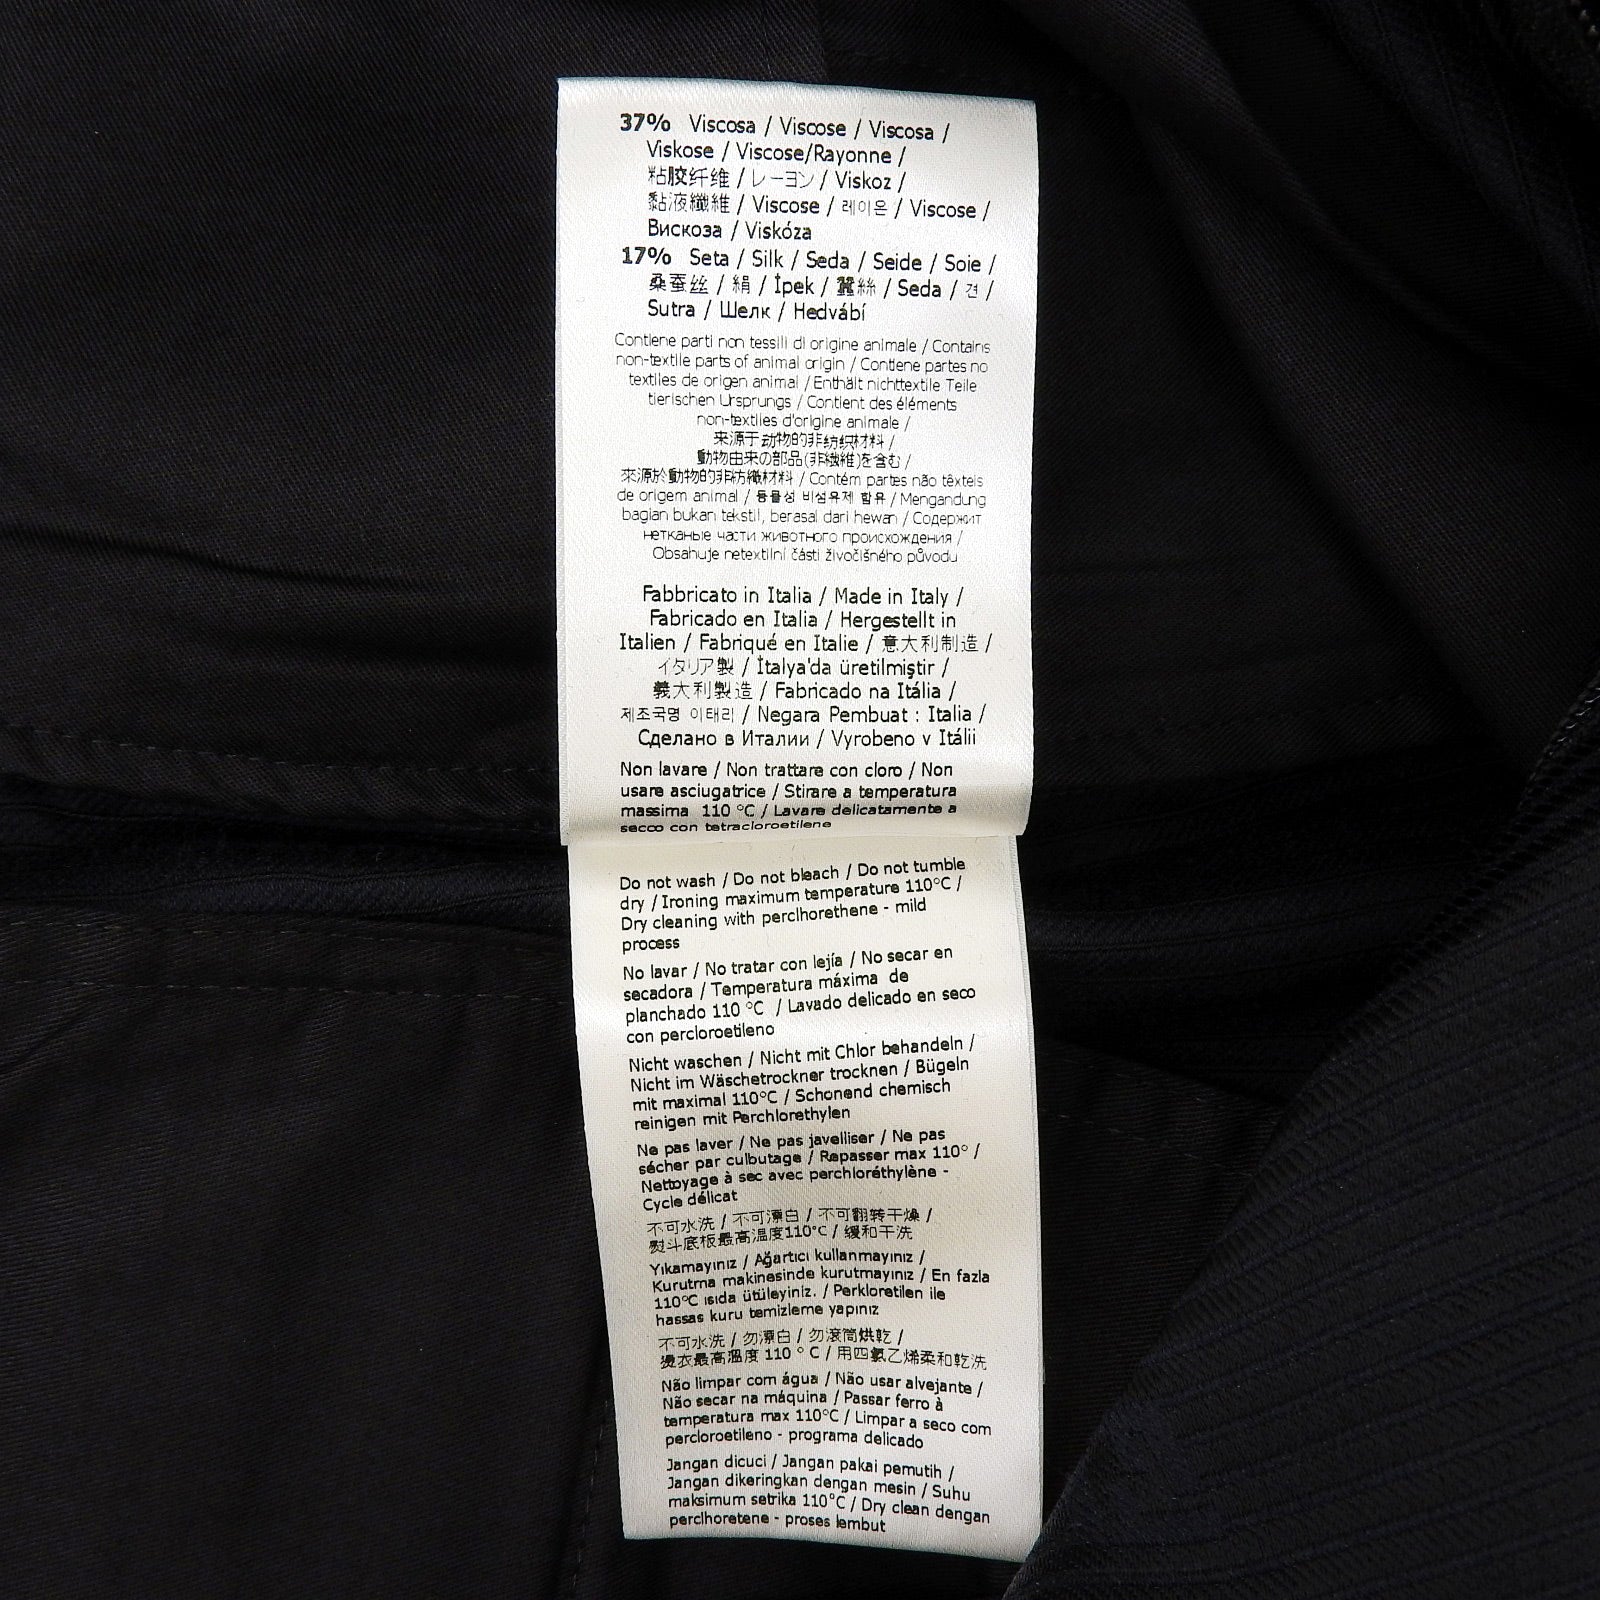 37% Viscosa / Viscose / Viscosa /
Viskose / Viscose/Rayonne /
粘胶纤维 / レーヨン / Viskoz /
黏液纖維 / Viscose / 레이온 / Viscose /
Вискоза / Viskóza
17% Seta / Silk / Seda / Seide / Soie /
桑蚕丝 / 絹 / İpek / 蠶絲 / Seda / 견 /
Sutra / Шелк / Hedvábí
Contiene parti non tessili di origine animale / Contains
non-textile parts of animal origin / Contiene partes no
textiles de origen animal / Enthält nichttextile Teile
tierischen Ursprungs / Contient des éléments
non-textiles d'origine animale /
来源于动物的非纺织材料 /
動物由来の部品(非繊維)を含む /
來源於動物的非紡織材料 / Contém partes não têxteis
de origem animal / 동물성 비섬유제 함유 / Mengandung
bagian bukan tekstil, berasal dari hewan / Содержит
нетканые части животного происхождения /
Obsahuje netextilní části živočišného původu
Fabbricato in Italia / Made in Italy /
Fabricado en Italia / Hergestellt in
Italien / Fabriqué en Italie / 意大利制造 /
イタリア製 / İtalya'da üretilmiştir /
義大利製造 / Fabricado na Itália /
제조국명 이태리 / Negara Pembuat : Italia /
Сделано в Италии / Vyrobeno v Itálii
Non lavare / Non trattare con cloro / Non
usare asciugatrice / Stirare a temperatura
massima 110 °C / Lavare delicatamente a
secco con tetracloroetilene
Do not wash / Do not bleach / Do not tumble
dry / Ironing maximum temperature 110°C /
Dry cleaning with perclhorethene - mild
process
No lavar / No tratar con lejía / No secar en
secadora / Temperatura máxima de
planchado 110 °C / Lavado delicado en seco
con percloroetileno
Nicht waschen / Nicht mit Chlor behandeln /
Nicht im Wäschetrockner trocknen / Bügeln
mit maximal 110°C / Schonend chemisch
reinigen mit Perchlorethylen
Ne pas laver / Ne pas javelliser / Ne pas
sécher par culbutage / Repasser max 110° /
Nettoyage à sec avec perchloréthylène -
Cycle délicat
不可水洗 / 不可漂白 / 不可翻转干燥 /
熨斗底板最高温度110°C / 缓和干洗
Yıkamayınız / Ağartıcı kullanmayınız /
Kurutma makinesinde kurutmayınız / En fazla
110°C ısıda ütüleyiniz. / Perkloretilen ile
hassas kuru temizleme yapınız
不可水洗 / 勿漂白 / 勿滾筒烘乾 /
燙衣最高溫度 110 ° C / 用四氯乙烯柔和乾洗
Não limpar com água / Não usar alvejante /
Não secar na máquina / Passar ferro à
temperatura max 110°C / Limpar a seco com
percloroetileno - programa delicado
Jangan dicuci / Jangan pakai pemutih /
Jangan dikeringkan dengan mesin / Suhu
maksimum setrika 110°C / Dry clean dengan
perclhoretene - proses lembut